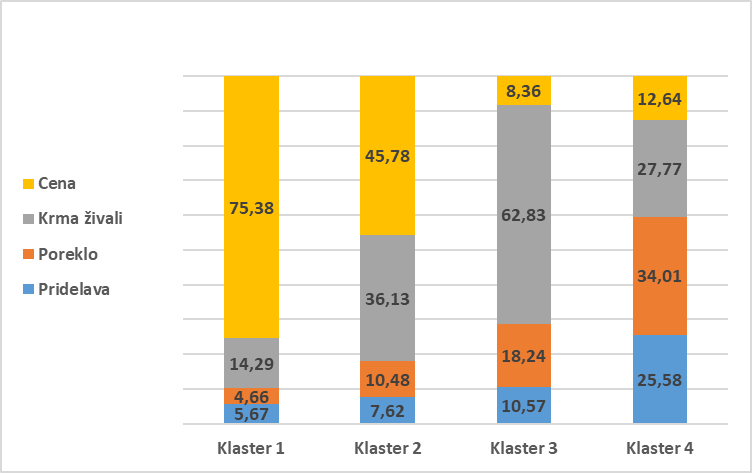 Cena
Krma živali
Poreklo
Pridelava
75,38
14,29
4,66
5,67
45,78
36,13
10,48
7,62
8,36
62,83
18,24
10,57
12,64
27,77
34,01
25,58
Klaster 1
Klaster 2
Klaster 3
Klaster 4